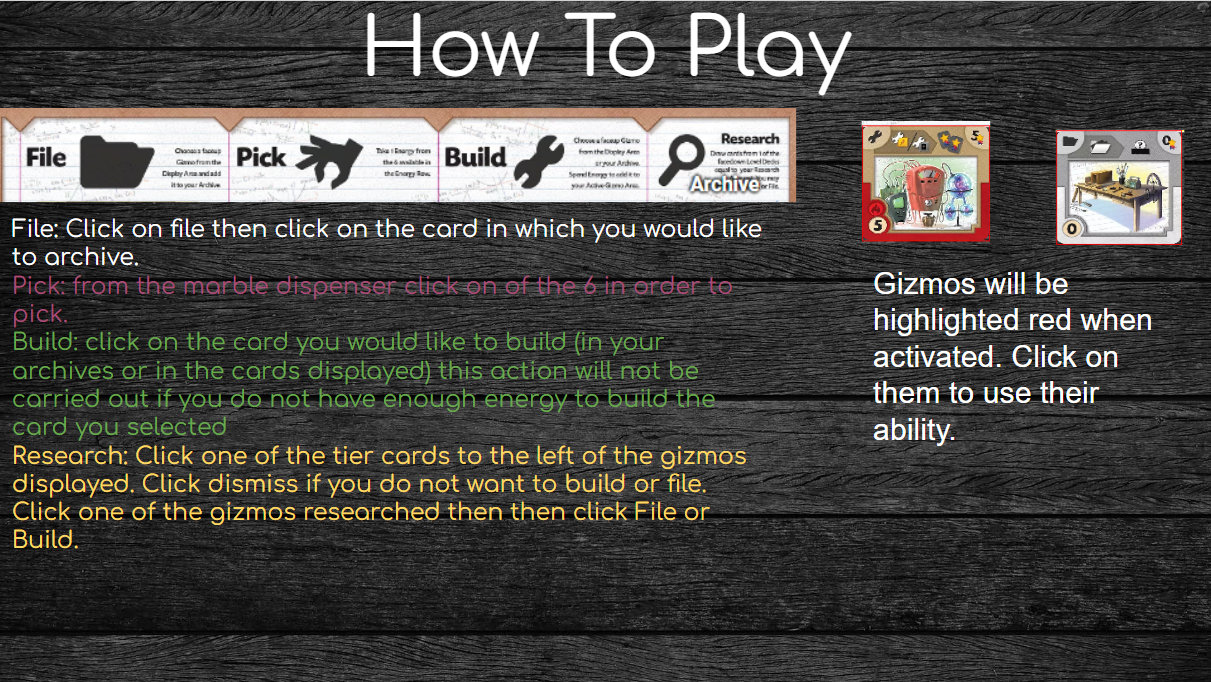 How To Play
File
Choose a faceup
Gizmo from the
Display Area and add
it to your Archive.
Pick
Take 1 Energy from
the 6 available in
the Energy Row.
Build
Choose a faceup Gizmo
from the Display Area
or your Archive.
Spend Energy to add it to
your Active Gizmo Area.
Research
Draw cards from 1 of the
facedown Level Decks
equal to your Research
you may
or File.
Archive
5
5
0
0
File: Click on file then click on the card in which you would like
to archive.
Pick: from the marble dispenser click on of the 6 in order to
pick.
Build: click on the card you would like to build (in your
archives or in the cards displayed) this action will not be
carried out if you do not have enough energy to build the
card you selected
Research: Click one of the tier cards to the left of the gizmos
displayed. Click dismiss if you do not want to build or file.
Click one of the gizmos researched then then click File or
Build.
Gizmos will be
highlighted red when
activated. Click on
them to use their
ability.